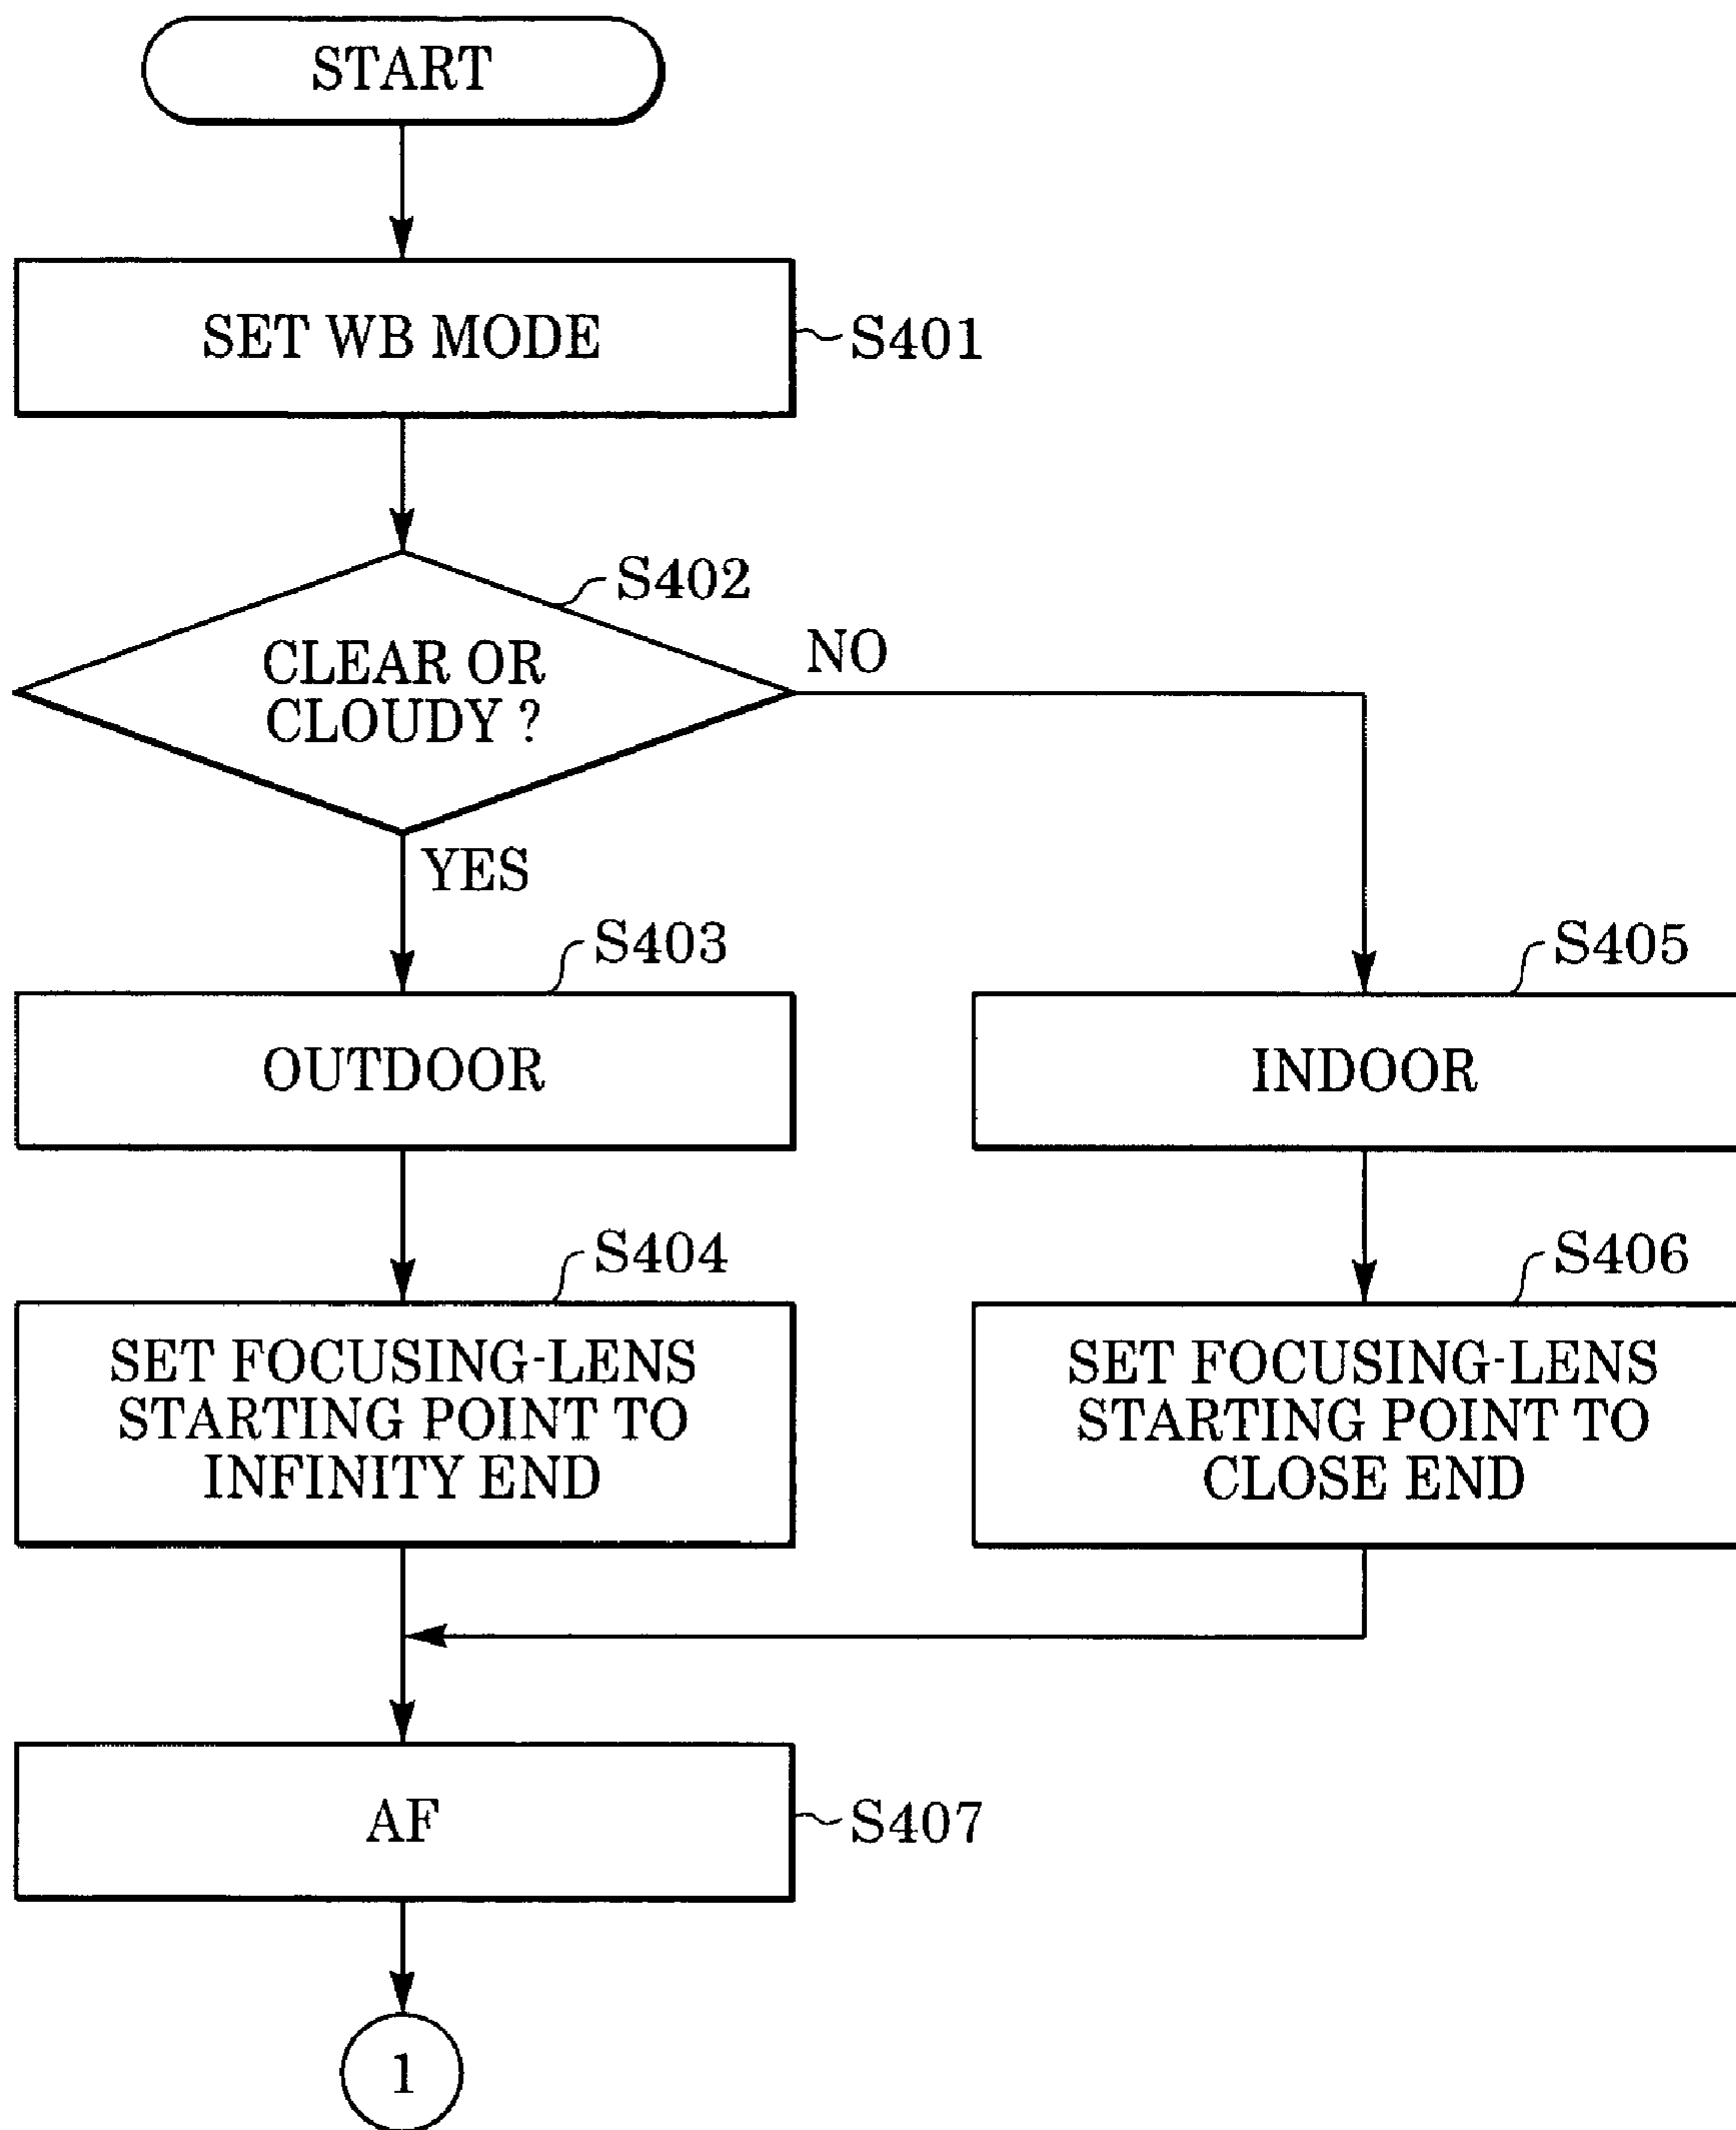 START
SET WB MODE
S401
S402
CLEAR OR
CLOUDY ?
NO
YES
S403
OUTDOOR
S405
INDOOR
S404
SET FOCUSING-LENS
STARTING POINT TO
INFINITY END
S406
SET FOCUSING-LENS
STARTING POINT TO
CLOSE END
AF
S407
1